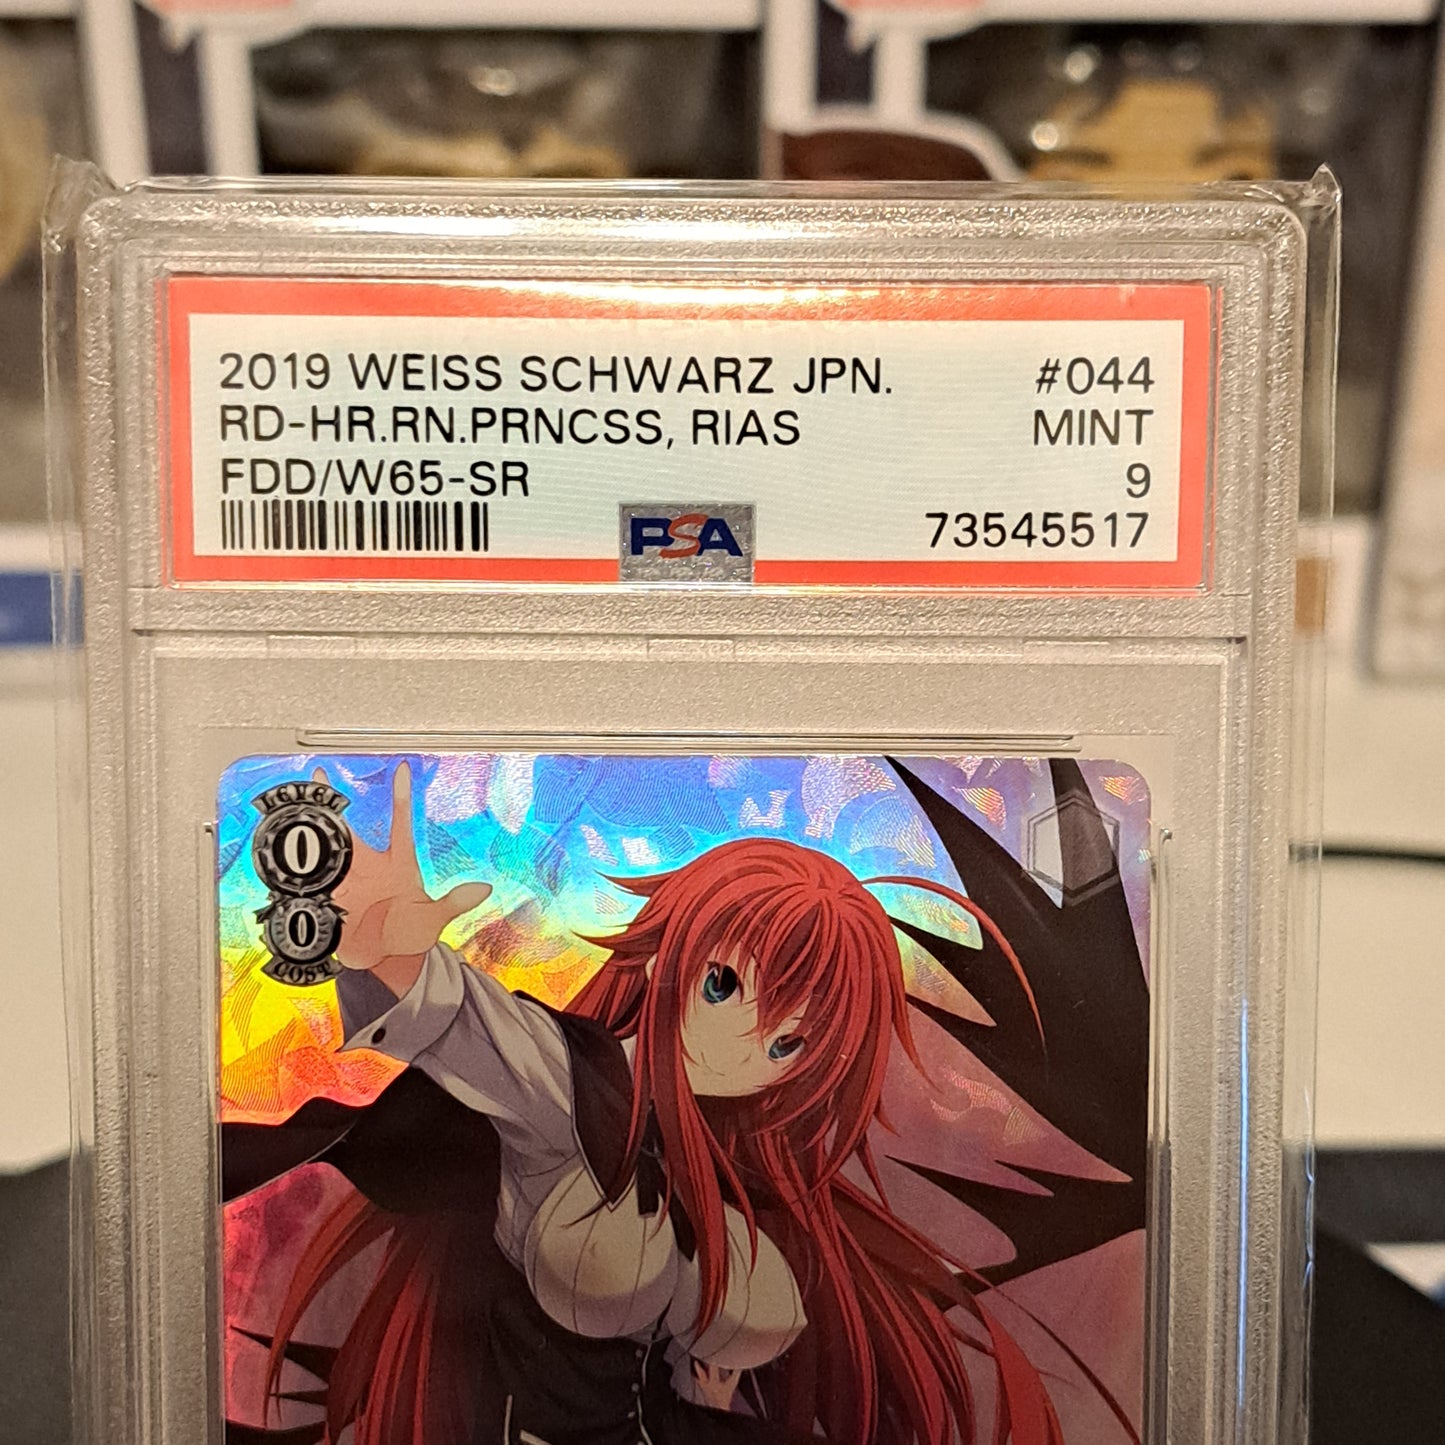 2019 WEISS SCHWARZ JPN. #044
RD-HR.RN.PRNCSS, RIAS MINT
FDD/W65-SR 9
PSA 73545517
LEVEL
0
0
COST